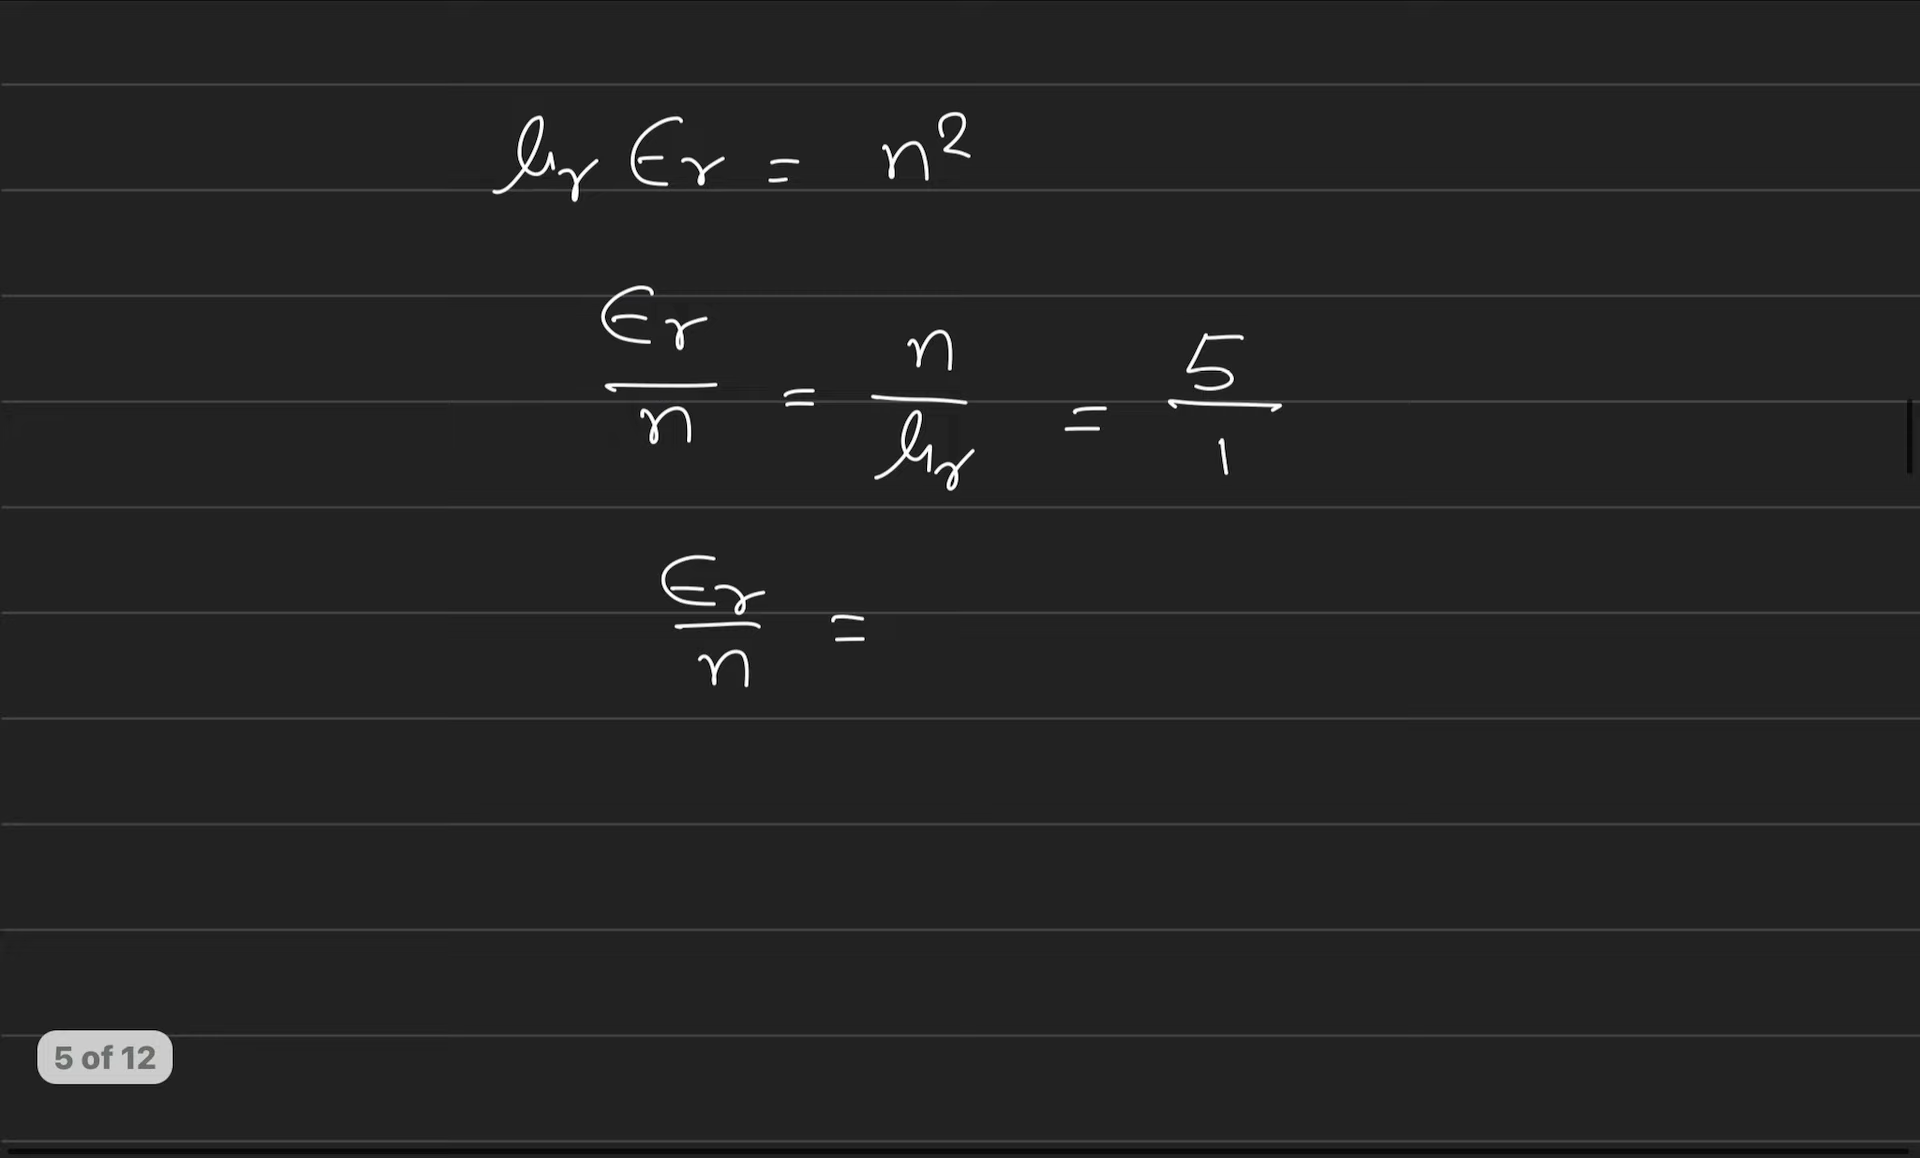 μr ϵr = n²
ϵr/n = n/μr = 5/1
ϵr/n =
5 of 12